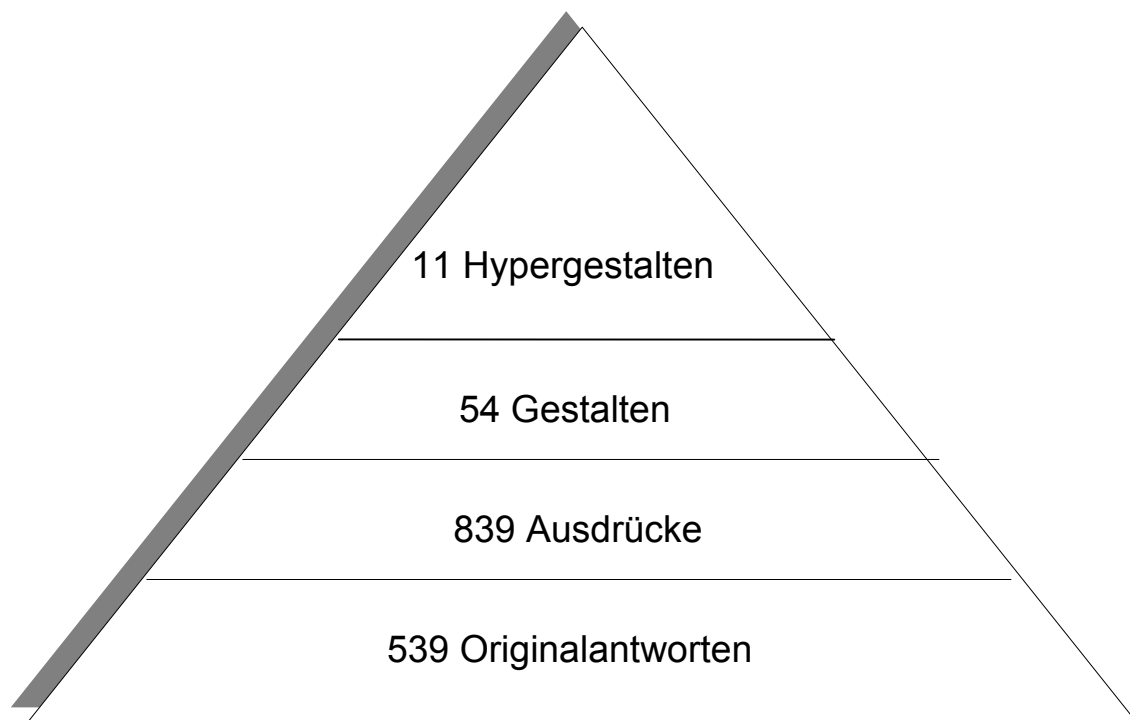 11 Hypergestalten
54 Gestalten
839 Ausdrücke
539 Originalantworten